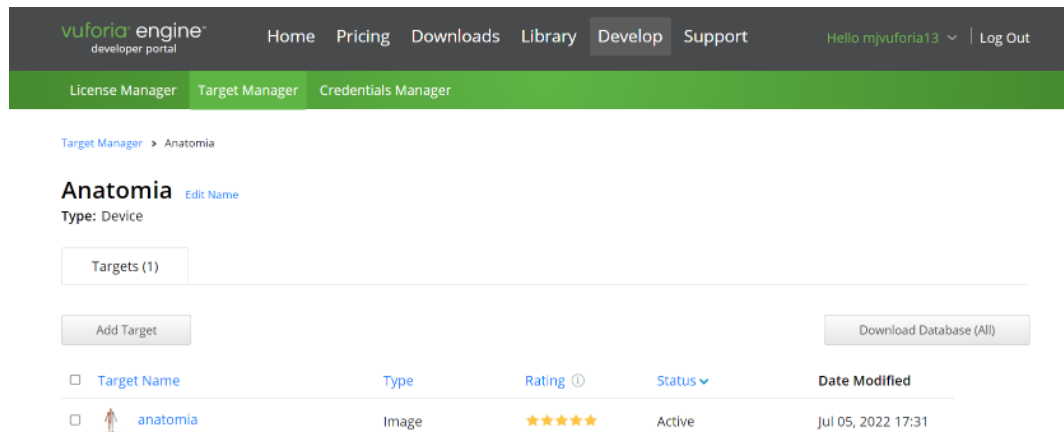 vuforia engine™
developer portal
Home Pricing Downloads Library Develop Support
Hello mjvuforia13 | Log Out
License Manager Target Manager Credentials Manager
Target Manager > Anatomia
Anatomia Edit Name
Type: Device
Targets (1)
Add Target Download Database (All)
Target Name Type Rating Status Date Modified
anatomia Image Active Jul 05, 2022 17:31